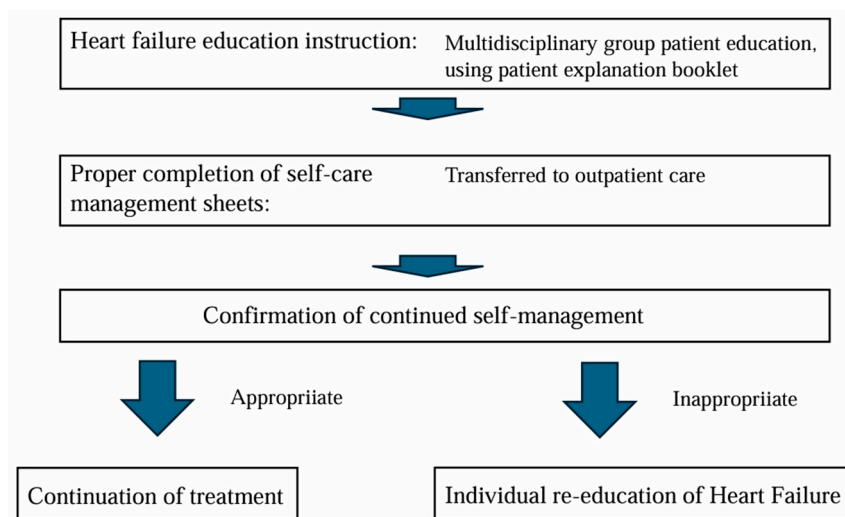 Heart failure education instruction:
Multidisciplinary group patient education,
using patient explanation booklet
Proper completion of self-care
management sheets:
Transferred to outpatient care
Confirmation of continued self-management
Appropriiate
Inappropriiate
Continuation of treatment
Individual re-education of Heart Failure